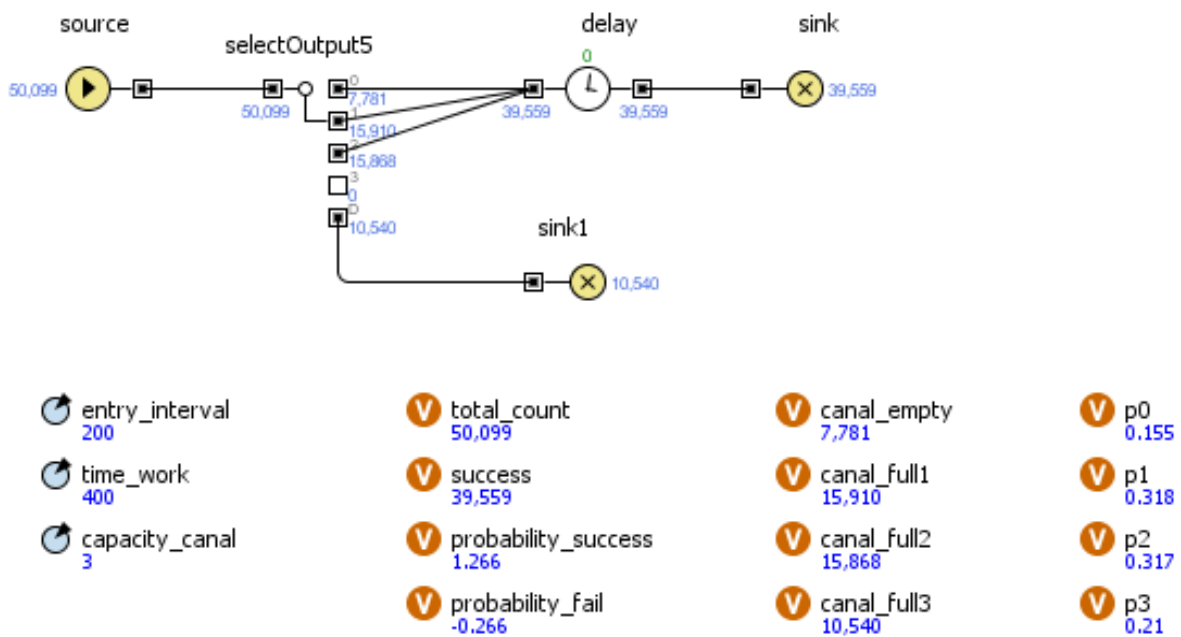 source
selectOutput5
delay
sink
50,099
50,099
0
7,781
1
15,910
2
15,868
3
0
D
10,540
0
39,559
39,559
39,559
sink1
10,540
entry_interval
200
total_count
50,099
canal_empty
7,781
p0
0.155
time_work
400
success
39,559
canal_full1
15,910
p1
0.318
capacity_canal
3
probability_success
1.266
canal_full2
15,868
p2
0.317
probability_fail
-0.266
canal_full3
10,540
p3
0.21